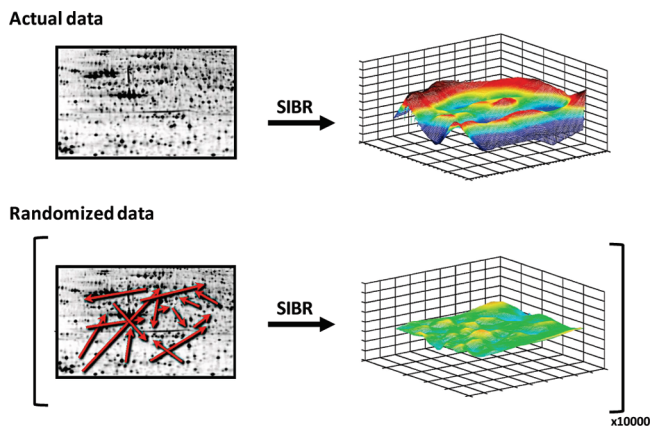 Actual data
SIBR
Randomized data
SIBR
x10000